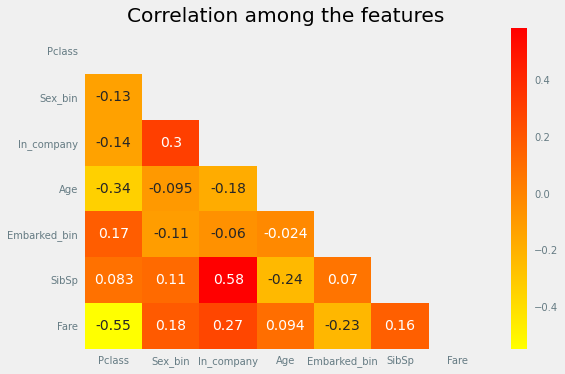 Correlation among the features
Pclass
Sex_bin -0.13
In_company -0.14 0.3
Age -0.34 -0.095 -0.18
Embarked_bin 0.17 -0.11 -0.06 -0.024
SibSp 0.083 0.11 0.58 -0.24 0.07
Fare -0.55 0.18 0.27 0.094 -0.23 0.16
Pclass Sex_bin In_company Age Embarked_bin SibSp Fare
0.4
0.2
0.0
−0.2
−0.4